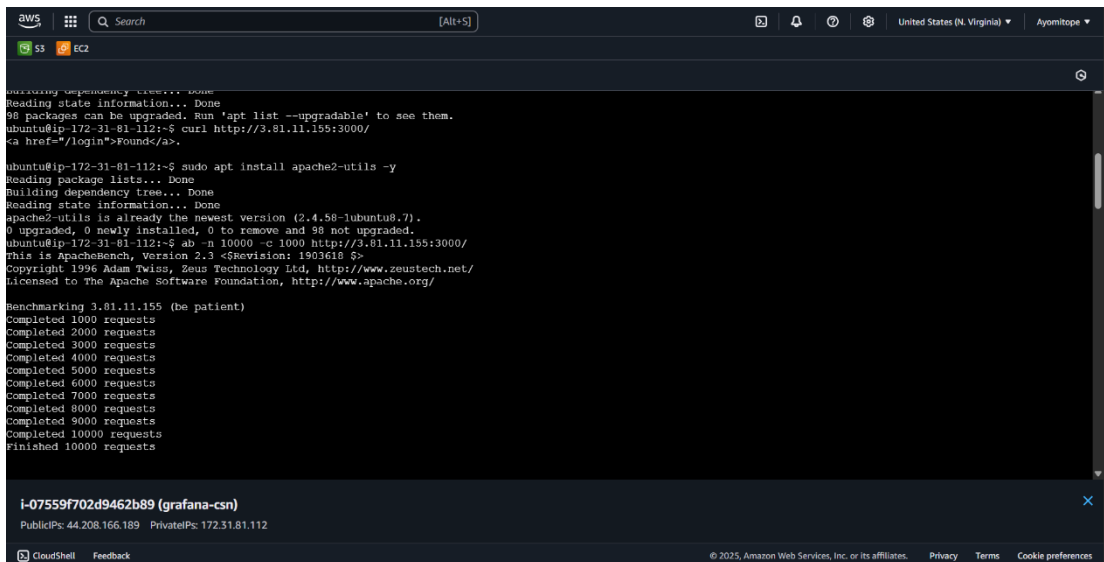 aws
Search [Alt+S]
United States (N. Virginia) ▼ Ayomitope ▼
S3 EC2
Building dependency tree... Done
Reading state information... Done
98 packages can be upgraded. Run 'apt list --upgradable' to see them.
ubuntu@ip-172-31-81-112:~$ curl http://3.81.11.155:3000/
<a href="/login">Found</a>.
ubuntu@ip-172-31-81-112:~$ sudo apt install apache2-utils -y
Reading package lists... Done
Building dependency tree... Done
Reading state information... Done
apache2-utils is already the newest version (2.4.58-1ubuntu8.7).
0 upgraded, 0 newly installed, 0 to remove and 98 not upgraded.
ubuntu@ip-172-31-81-112:~$ ab -n 10000 -c 1000 http://3.81.11.155:3000/
This is ApacheBench, Version 2.3 <$Revision: 1903618 $>
Copyright 1996 Adam Twiss, Zeus Technology Ltd, http://www.zeustech.net/
Licensed to The Apache Software Foundation, http://www.apache.org/
Benchmarking 3.81.11.155 (be patient)
Completed 1000 requests
Completed 2000 requests
Completed 3000 requests
Completed 4000 requests
Completed 5000 requests
Completed 6000 requests
Completed 7000 requests
Completed 8000 requests
Completed 9000 requests
Completed 10000 requests
Finished 10000 requests
i-07559f702d9462b89 (grafana-csn)
PublicIPs: 44.208.166.189 PrivateIPs: 172.31.81.112
CloudShell Feedback © 2025, Amazon Web Services, Inc. or its affiliates. Privacy Terms Cookie preferences